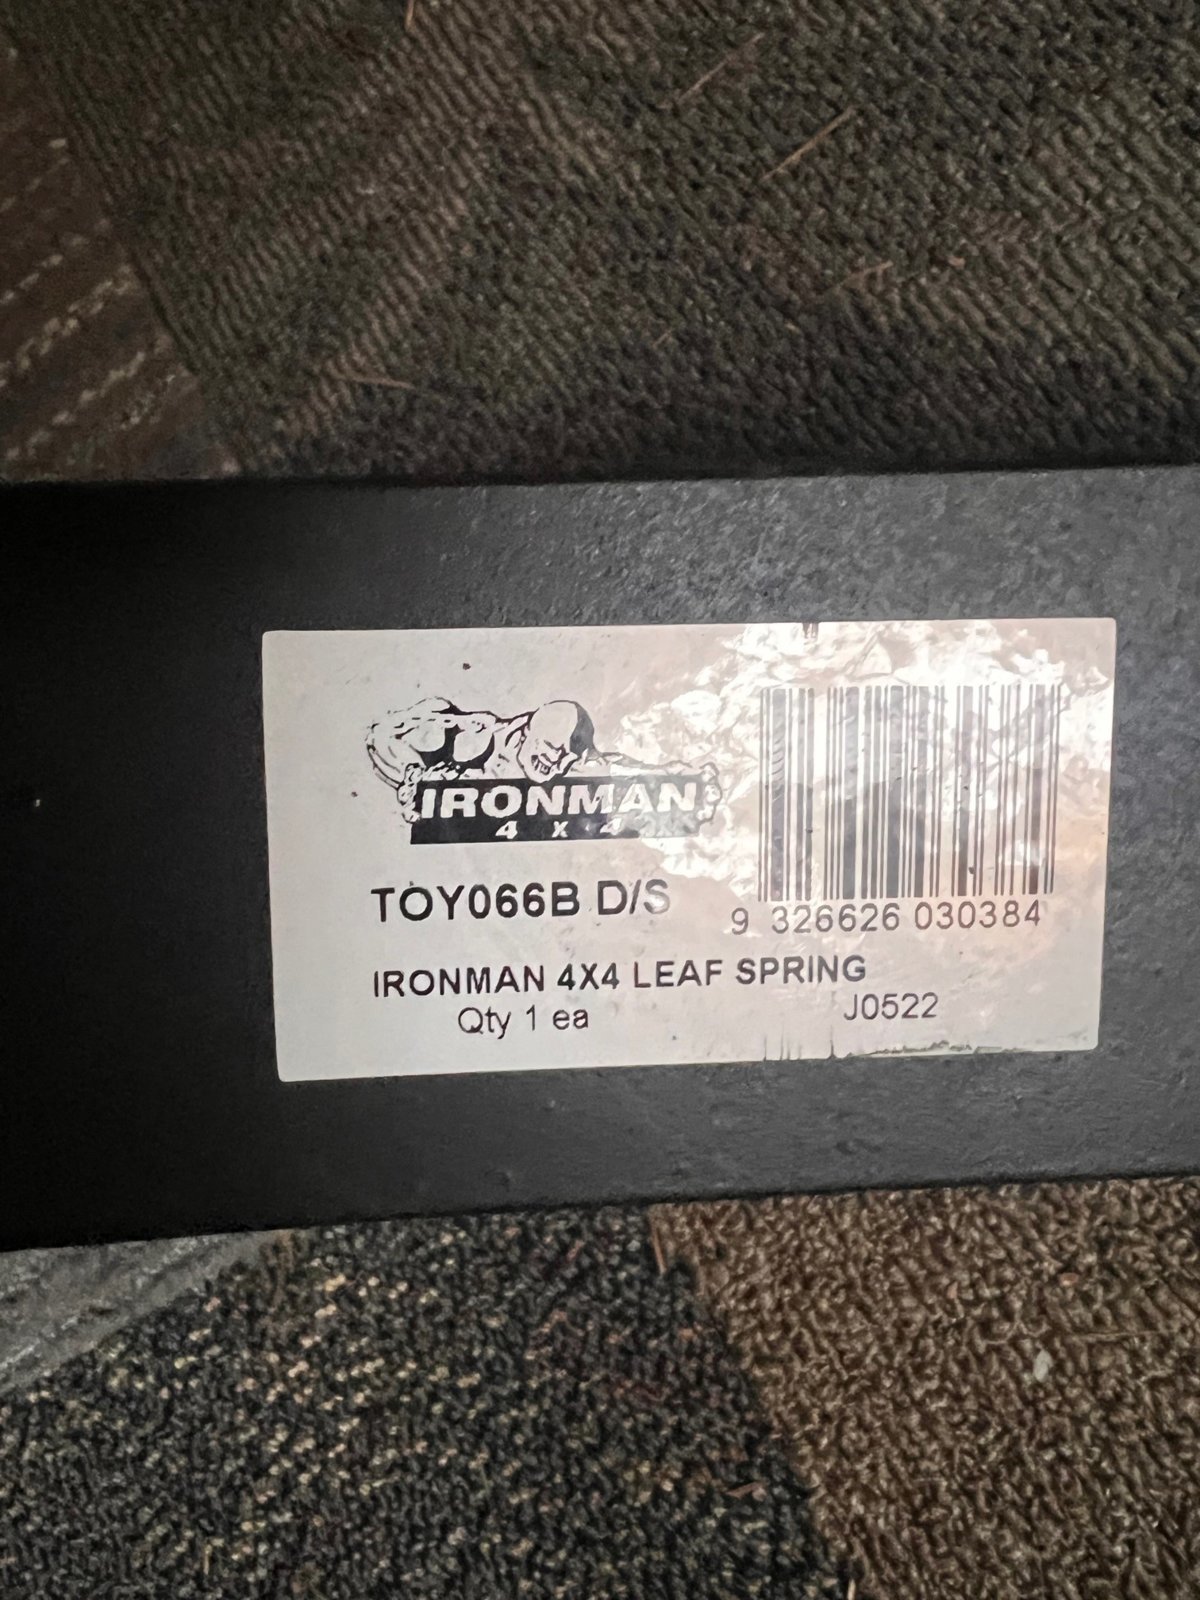 IRONMAN
4 X 4
TOY066B D/S
9 326626 030384
IRONMAN 4X4 LEAF SPRING
Qty 1 ea
J0522